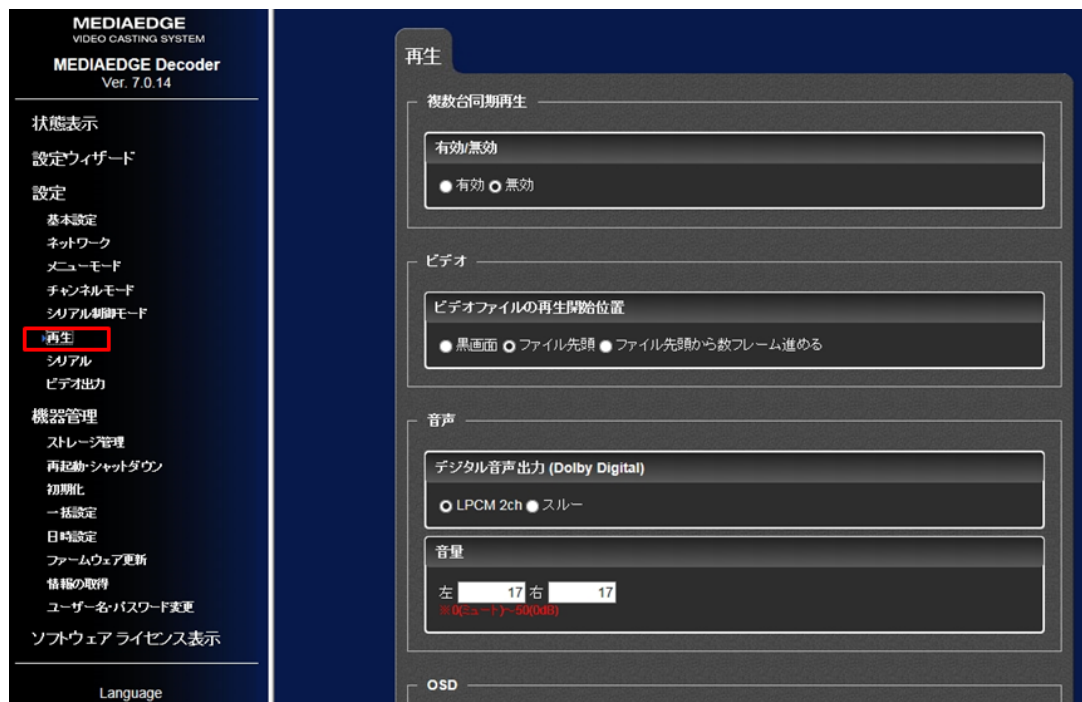 MEDIAEDGE
VIDEO CASTING SYSTEM
MEDIAEDGE Decoder
Ver. 7.0.14
状態表示
設定ウィザード
設定
基本設定
ネットワーク
メニューモード
チャンネルモード
シリアル制御モード
再生
シリアル
ビデオ出力
機器管理
ストレージ管理
再起動・シャットダウン
初期化
一括設定
日時設定
ファームウェア更新
情報の取得
ユーザー名・パスワード変更
ソフトウェア ライセンス表示
Language
再生
複数台同期再生
有効/無効
有効 無効
ビデオ
ビデオファイルの再生開始位置
黒画面 ファイル先頭 ファイル先頭から数フレーム進める
音声
デジタル音声出力 (Dolby Digital)
LPCM 2ch スルー
音量
左 17 右 17
※0(ミュート)~50(0dB)
OSD